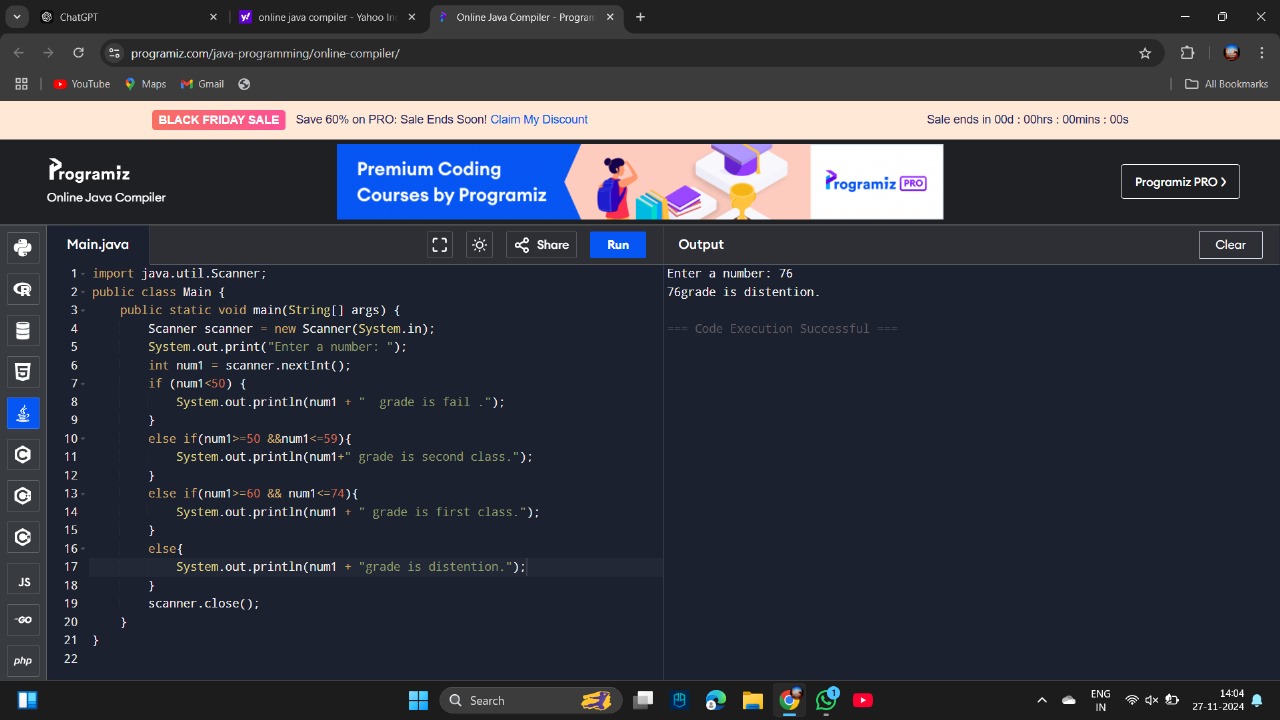 ChatGPT
online java compiler - Yahoo In
Online Java Compiler - Program
programiz.com/java-programming/online-compiler/
YouTube
Maps
Gmail
All Bookmarks
BLACK FRIDAY SALE Save 60% on PRO: Sale Ends Soon! Claim My Discount
Sale ends in 00d : 00hrs : 00mins : 00s
Programiz
Online Java Compiler
Premium Coding
Courses by Programiz
Programiz PRO
Programiz PRO >
Main.java
Share
Run
Output
Clear
1 import java.util.Scanner;
2 public class Main {
3     public static void main(String[] args) {
4         Scanner scanner = new Scanner(System.in);
5         System.out.print("Enter a number: ");
6         int num1 = scanner.nextInt();
7         if (num1<50) {
8             System.out.println(num1 + "  grade is fail .");
9         }
10         else if(num1>=50 &&num1<=59){
11             System.out.println(num1+" grade is second class.");
12         }
13         else if(num1>=60 && num1<=74){
14             System.out.println(num1 + " grade is first class.");
15         }
16         else{
17             System.out.println(num1 + "grade is distention.");
18         }
19         scanner.close();
20     }
21 }
22
Enter a number: 76
76grade is distention.
=== Code Execution Successful ===
JS
GO
php
Search
1
ENG
IN
14:04
27-11-2024